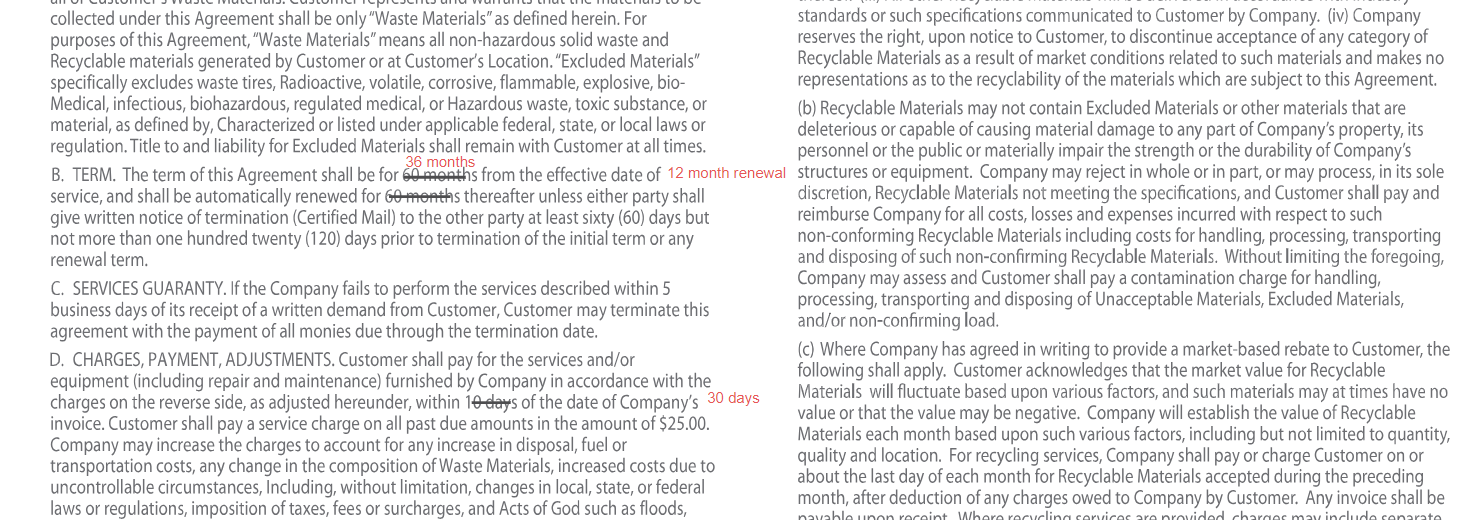 all of Customer's Waste Materials. Customer represents and warrants that the materials to be
collected under this Agreement shall be only “Waste Materials” as defined herein. For
purposes of this Agreement, “Waste Materials” means all non-hazardous solid waste and
Recyclable materials generated by Customer or at Customer's Location. “Excluded Materials”
specifically excludes waste tires, Radioactive, volatile, corrosive, flammable, explosive, bio-
Medical, infectious, biohazardous, regulated medical, or Hazardous waste, toxic substance, or
material, as defined by, Characterized or listed under applicable federal, state, or local laws or
regulation. Title to and liability for Excluded Materials shall remain with Customer at all times.
36 months
B. TERM. The term of this Agreement shall be for 60 months from the effective date of 12 month renewal
service, and shall be automatically renewed for 60 months thereafter unless either party shall
give written notice of termination (Certified Mail) to the other party at least sixty (60) days but
not more than one hundred twenty (120) days prior to termination of the initial term or any
renewal term.
C. SERVICES GUARANTY. If the Company fails to perform the services described within 5
business days of its receipt of a written demand from Customer, Customer may terminate this
agreement with the payment of all monies due through the termination date.
D. CHARGES, PAYMENT, ADJUSTMENTS. Customer shall pay for the services and/or
equipment (including repair and maintenance) furnished by Company in accordance with the
charges on the reverse side, as adjusted hereunder, within 10 days of the date of Company's 30 days
invoice. Customer shall pay a service charge on all past due amounts in the amount of $25.00.
Company may increase the charges to account for any increase in disposal, fuel or
transportation costs, any change in the composition of Waste Materials, increased costs due to
uncontrollable circumstances, Including, without limitation, changes in local, state, or federal
laws or regulations, imposition of taxes, fees or surcharges, and Acts of God such as floods,
standards or such specifications communicated to Customer by Company. (iv) Company
reserves the right, upon notice to Customer, to discontinue acceptance of any category of
Recyclable Materials as a result of market conditions related to such materials and makes no
representations as to the recyclability of the materials which are subject to this Agreement.
(b) Recyclable Materials may not contain Excluded Materials or other materials that are
deleterious or capable of causing material damage to any part of Company's property, its
personnel or the public or materially impair the strength or the durability of Company's
structures or equipment. Company may reject in whole or in part, or may process, in its sole
discretion, Recyclable Materials not meeting the specifications, and Customer shall pay and
reimburse Company for all costs, losses and expenses incurred with respect to such
non-conforming Recyclable Materials including costs for handling, processing, transporting
and disposing of such non-confirming Recyclable Materials. Without limiting the foregoing,
Company may assess and Customer shall pay a contamination charge for handling,
processing, transporting and disposing of Unacceptable Materials, Excluded Materials,
and/or non-confirming load.
(c) Where Company has agreed in writing to provide a market-based rebate to Customer, the
following shall apply. Customer acknowledges that the market value for Recyclable
Materials will fluctuate based upon various factors, and such materials may at times have no
value or that the value may be negative. Company will establish the value of Recyclable
Materials each month based upon such various factors, including but not limited to quantity,
quality and location. For recycling services, Company shall pay or charge Customer on or
about the last day of each month for Recyclable Materials accepted during the preceding
month, after deduction of any charges owed to Company by Customer. Any invoice shall be
payable upon receipt. Where recycling services are provided, charges may include separate